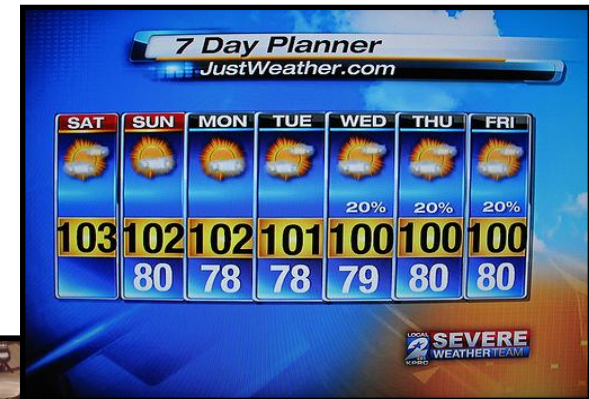 7 Day Planner
JustWeather.com
SAT SUN MON TUE WED THU FRI
20% 20% 20%
103 102 102 101 100 100 100
80 78 78 79 80 80
LOCAL
2 SEVERE
KPRC WEATHER TEAM